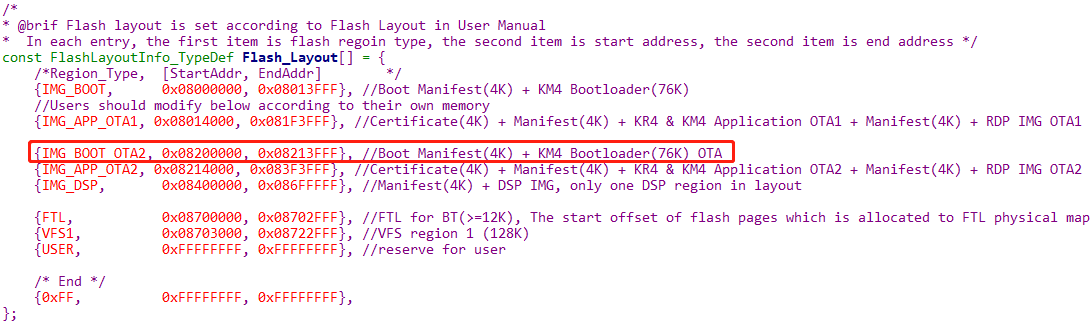 /*
* @brif Flash layout is set according to Flash Layout in User Manual
*  In each entry, the first item is flash regoin type, the second item is start address, the second item is end address */
const FlashLayoutInfo_TypeDef Flash_Layout[] = {
    /*Region_Type,  [StartAddr, EndAddr]        */
    {IMG_BOOT,      0x08000000, 0x08013FFF}, //Boot Manifest(4K) + KM4 Bootloader(76K)
    //Users should modify below according to their own memory
    {IMG_APP_OTA1, 0x08014000, 0x081F3FFF}, //Certificate(4K) + Manifest(4K) + KR4 & KM4 Application OTA1 + Manifest(4K) + RDP IMG OTA1

    {IMG_BOOT_OTA2, 0x08200000, 0x08213FFF}, //Boot Manifest(4K) + KM4 Bootloader(76K) OTA
    {IMG_APP_OTA2, 0x08214000, 0x083F3FFF}, //Certificate(4K) + Manifest(4K) + KR4 & KM4 Application OTA2 + Manifest(4K) + RDP IMG OTA2
    {IMG_DSP,       0x08400000, 0x086FFFFF}, //Manifest(4K) + DSP IMG, only one DSP region in layout

    {FTL,           0x08700000, 0x08702FFF}, //FTL for BT(>=12K), The start offset of flash pages which is allocated to FTL physical map
    {VFS1,          0x08703000, 0x08722FFF}, //VFS region 1 (128K)
    {USER,          0xFFFFFFFF, 0xFFFFFFFF}, //reserve for user

    /* End */
    {0xFF,          0xFFFFFFFF, 0xFFFFFFFF},
};